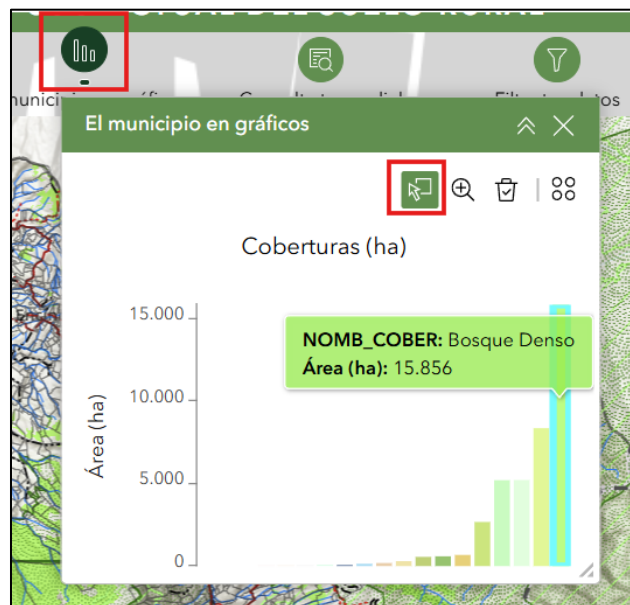 El municipio en gráficos
Coberturas (ha)
Área (ha)
15.000
10.000
5.000
0
NOMB_COBER: Bosque Denso
Área (ha): 15.856